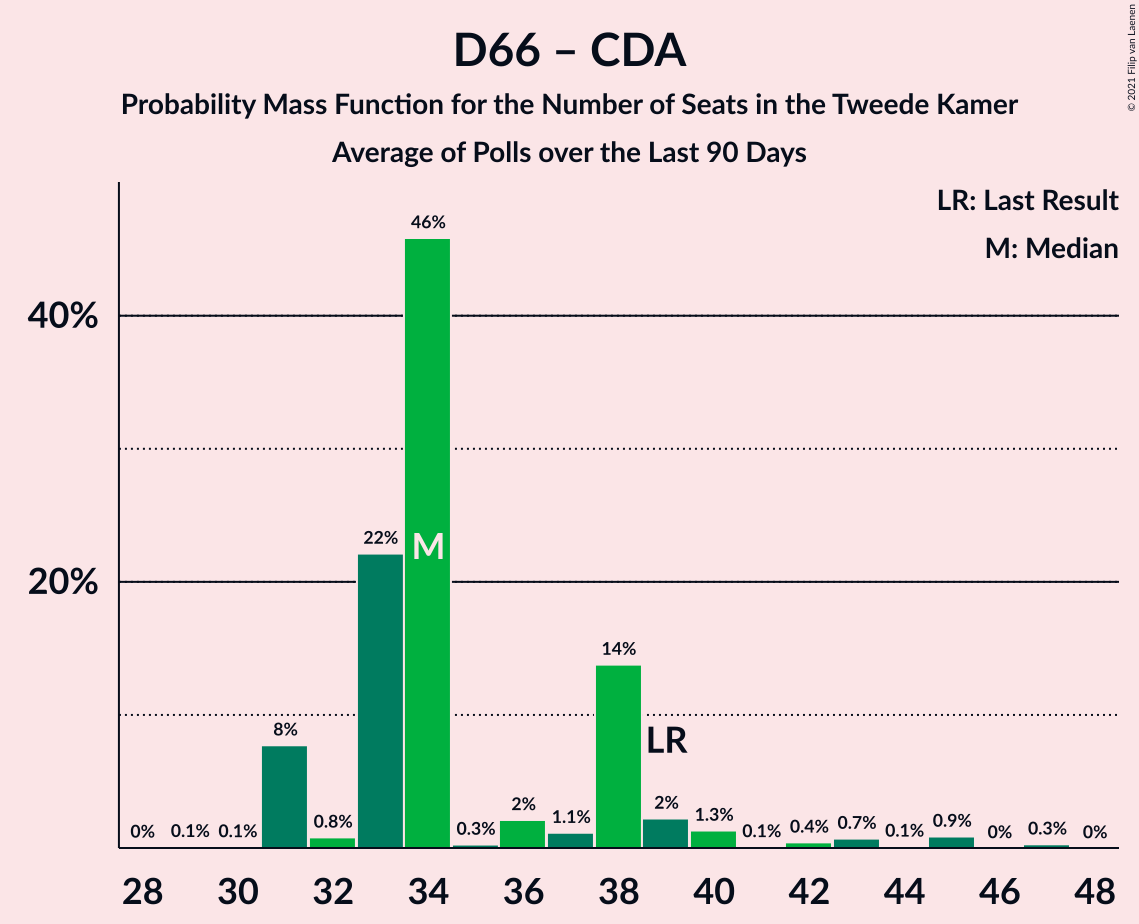 D66 – CDA
Probability Mass Function for the Number of Seats in the Tweede Kamer
Average of Polls over the Last 90 Days
© 2021 Filip van Laenen
LR: Last Result
M: Median
46%
40%
22%
M
20%
14%
LR
8%
0% 0.1% 0.1% 0.8% 0.3% 2% 1.1% 2% 1.3% 0.1% 0.4% 0.7% 0.1% 0.9% 0% 0.3% 0%
28 30 32 34 36 38 40 42 44 46 48